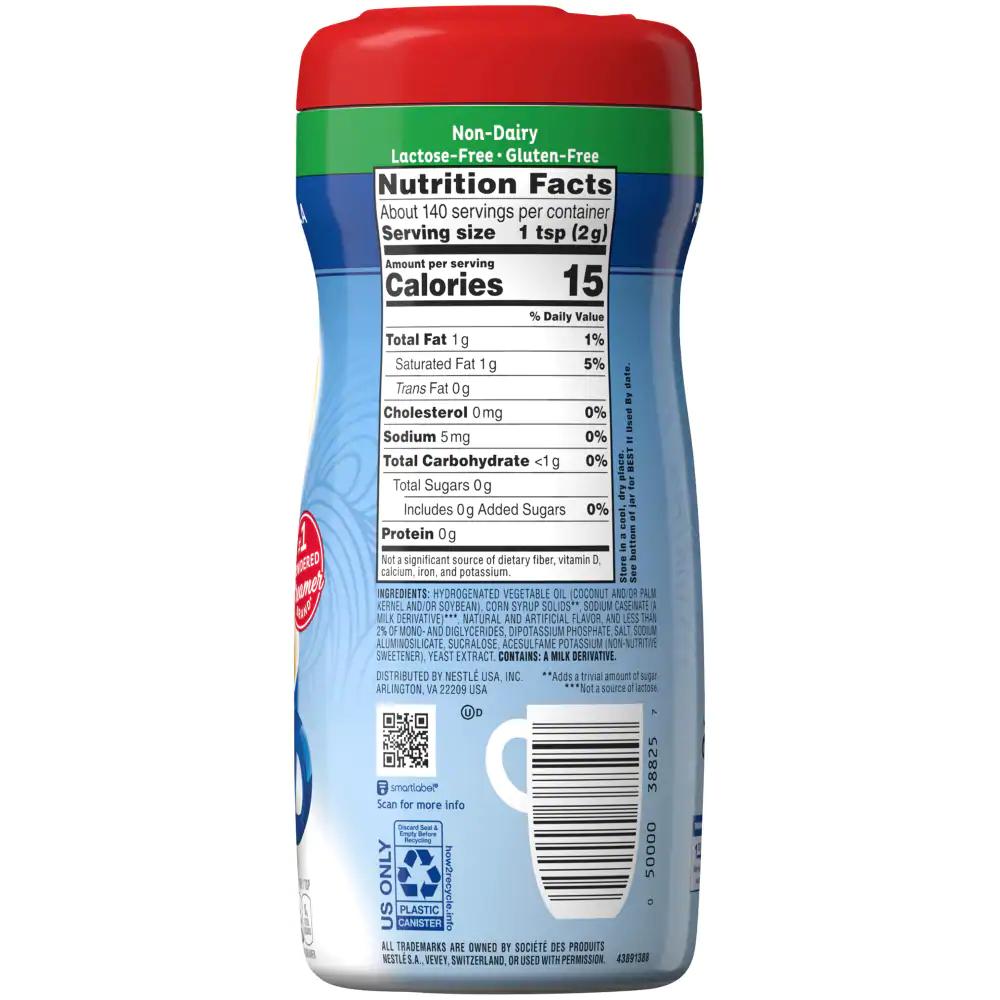 Non-Dairy
Lactose-Free • Gluten-Free
Nutrition Facts
About 140 servings per container
Serving size 1 tsp (2g)
Amount per serving
Calories 15
% Daily Value
Total Fat 1g 1%
Saturated Fat 1g 5%
Trans Fat 0g
Cholesterol 0mg 0%
Sodium 5mg 0%
Total Carbohydrate <1g 0%
Total Sugars 0g
Includes 0g Added Sugars 0%
Protein 0g
Not a significant source of dietary fiber, vitamin D,
calcium, iron, and potassium.
Store in a cool, dry place.
See bottom of jar for BEST If Used By date.
INGREDIENTS: HYDROGENATED VEGETABLE OIL (COCONUT AND/OR PALM
KERNEL AND/OR SOYBEAN), CORN SYRUP SOLIDS**, SODIUM CASEINATE (A
MILK DERIVATIVE)***, NATURAL AND ARTIFICIAL FLAVOR, AND LESS THAN
2% OF MONO- AND DIGLYCERIDES, DIPOTASSIUM PHOSPHATE, SALT, SODIUM
ALUMINOSILICATE, SUCRALOSE, ACESULFAME POTASSIUM (NON-NUTRITIVE
SWEETENER), YEAST EXTRACT. CONTAINS: A MILK DERIVATIVE.
DISTRIBUTED BY NESTLÉ USA, INC.
ARLINGTON, VA 22209 USA
**Adds a trivial amount of sugar
***Not a source of lactose.
UD
smartlabel®
Scan for more info
US ONLY
Discard Seal &
Empty Before
Recycling
PLASTIC
CANISTER
how2recycle.info
0 50000 38825 7
ALL TRADEMARKS ARE OWNED BY SOCIÉTÉ DES PRODUITS
NESTLÉ S.A., VEVEY, SWITZERLAND, OR USED WITH PERMISSION.
43891388